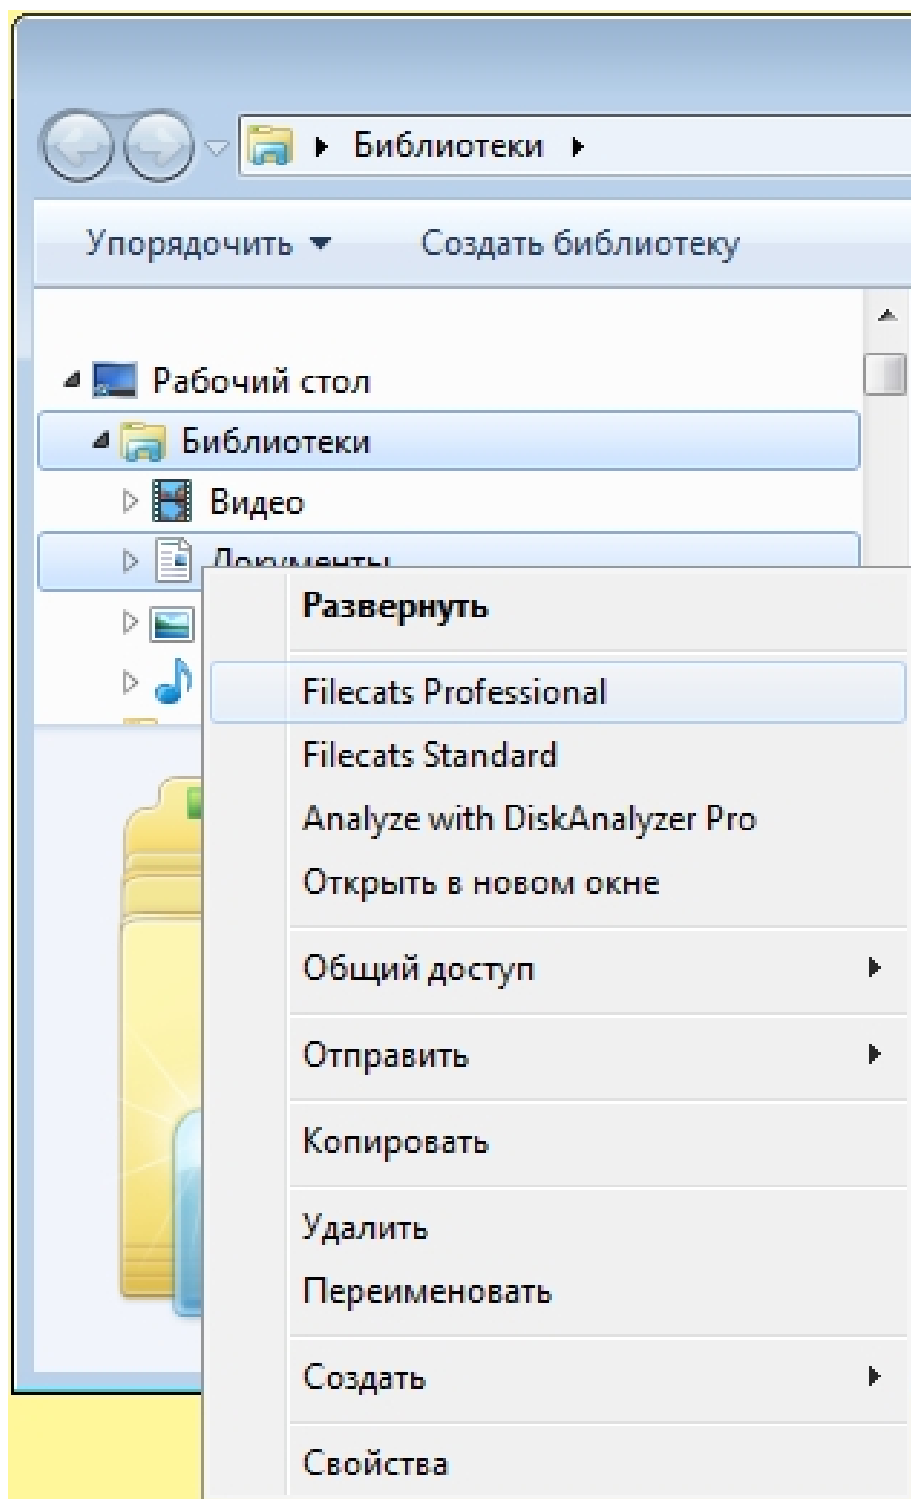 Библиотеки
Упорядочить Создать библиотеку
Рабочий стол
Библиотеки
Видео
Документы
Развернуть
Filecats Professional
Filecats Standard
Analyze with DiskAnalyzer Pro
Открыть в новом окне
Общий доступ
Отправить
Копировать
Удалить
Переименовать
Создать
Свойства